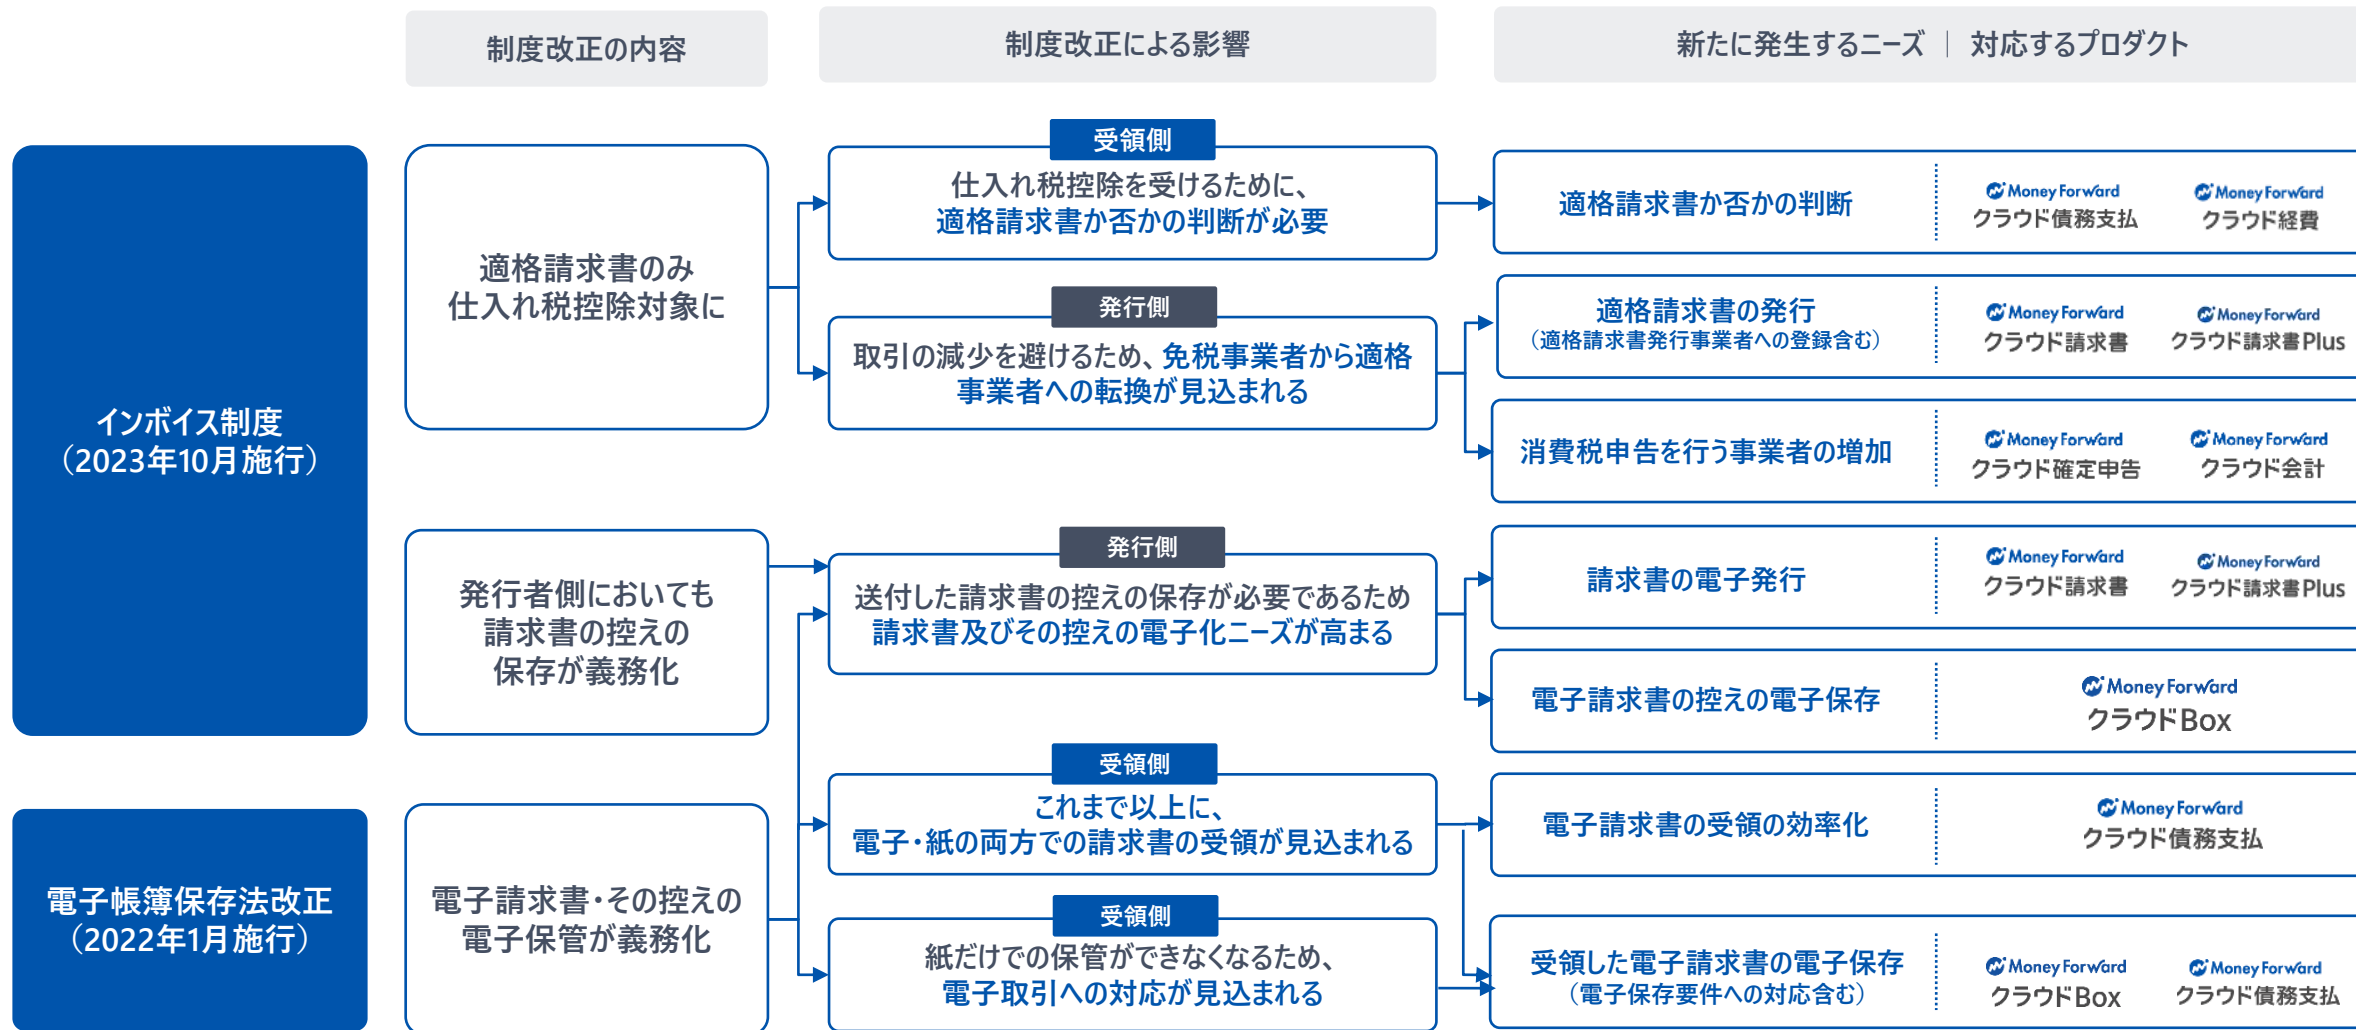 制度改正の内容
制度改正による影響
新たに発生するニーズ | 対応するプロダクト
インボイス制度
（2023年10月施行）
適格請求書のみ
仕入れ税控除対象に
受領側
仕入れ税控除を受けるために、
適格請求書か否かの判断が必要
適格請求書か否かの判断
Money Forward
クラウド債務支払
Money Forward
クラウド経費
発行側
取引の減少を避けるため、免税事業者から適格
事業者への転換が見込まれる
適格請求書の発行
（適格請求書発行事業者への登録含む）
Money Forward
クラウド請求書
Money Forward
クラウド請求書Plus
消費税申告を行う事業者の増加
Money Forward
クラウド確定申告
Money Forward
クラウド会計
発行者側においても
請求書の控えの
保存が義務化
発行側
送付した請求書の控えの保存が必要であるため
請求書及びその控えの電子化ニーズが高まる
請求書の電子発行
Money Forward
クラウド請求書
Money Forward
クラウド請求書Plus
電子請求書の控えの電子保存
Money Forward
クラウドBox
電子帳簿保存法改正
（2022年1月施行）
電子請求書・その控えの
電子保管が義務化
受領側
これまで以上に、
電子・紙の両方での請求書の受領が見込まれる
電子請求書の受領の効率化
Money Forward
クラウド債務支払
受領側
紙だけでの保管ができなくなるため、
電子取引への対応が見込まれる
受領した電子請求書の電子保存
（電子保存要件への対応含む）
Money Forward
クラウドBox
Money Forward
クラウド債務支払